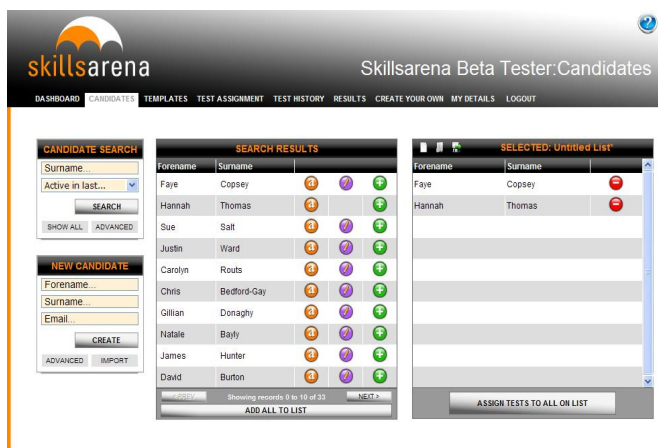 skillsarena
Skillsarena Beta Tester:Candidates
DASHBOARD CANDIDATES TEMPLATES TEST ASSIGNMENT TEST HISTORY RESULTS CREATE YOUR OWN MY DETAILS LOGOUT
CANDIDATE SEARCH
Surname...
Active in last...
SEARCH
SHOW ALL ADVANCED
NEW CANDIDATE
Forename...
Surname...
Email...
CREATE
ADVANCED IMPORT
SEARCH RESULTS
Forename Surname
Faye Copsey a
Hannah Thomas a
Sue Salt a
Justin Ward a
Carolyn Routs a
Chris Bedford-Gay a
Gillian Donaghy a
Natale Bayly a
James Hunter a
David Burton a
< PREV Showing records 0 to 10 of 33 NEXT >
ADD ALL TO LIST
SELECTED: Untitled List*
Forename Surname
Faye Copsey
Hannah Thomas
ASSIGN TESTS TO ALL ON LIST